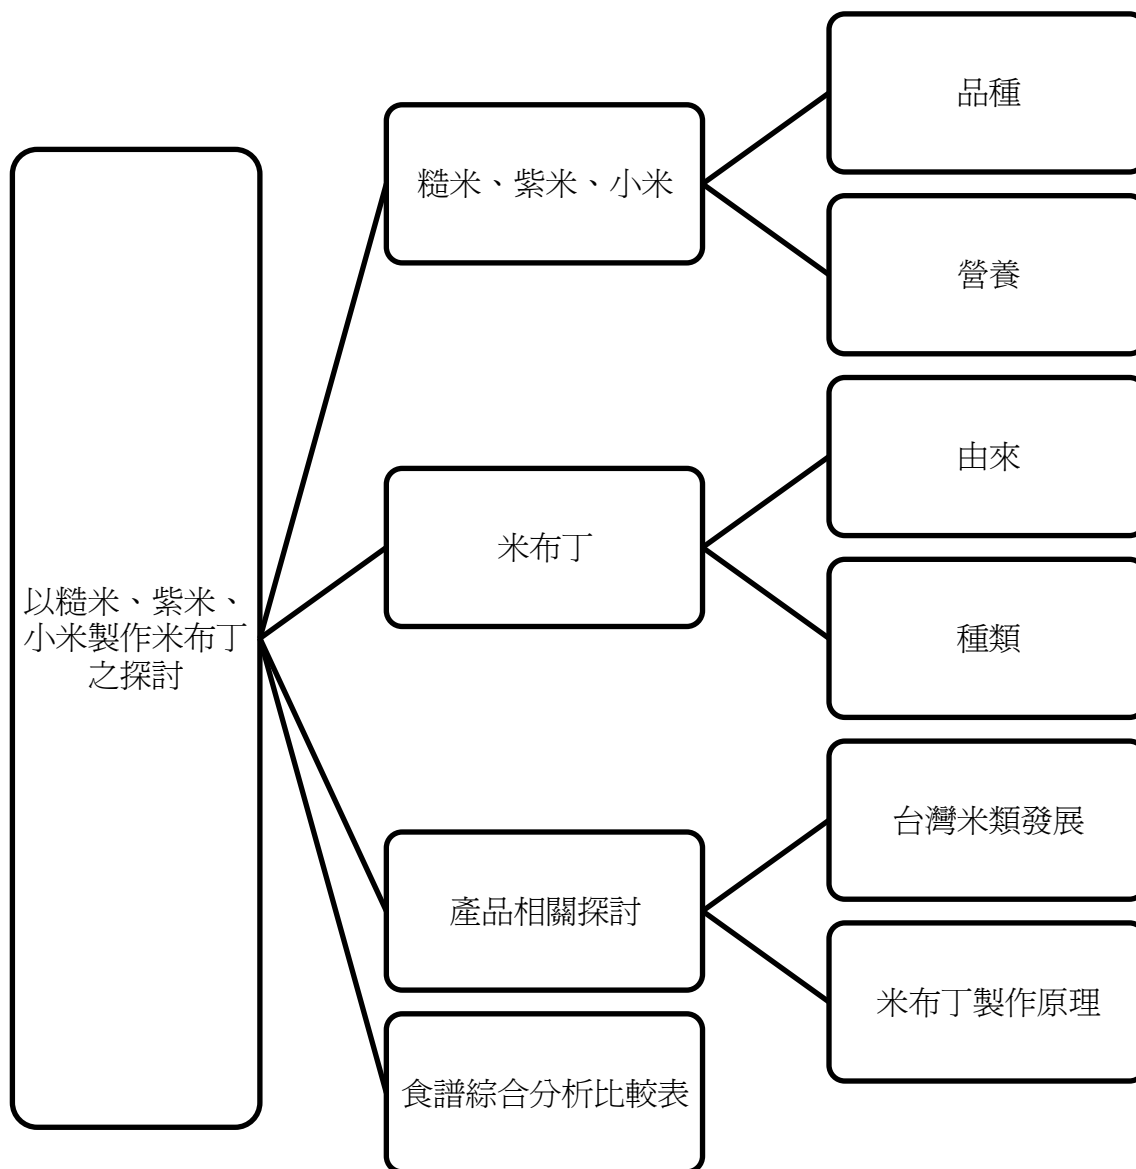 以糙米、紫米、
小米製作米布丁
之探討
糙米、紫米、小米
品種
營養
米布丁
由來
種類
產品相關探討
台灣米類發展
米布丁製作原理
食譜綜合分析比較表